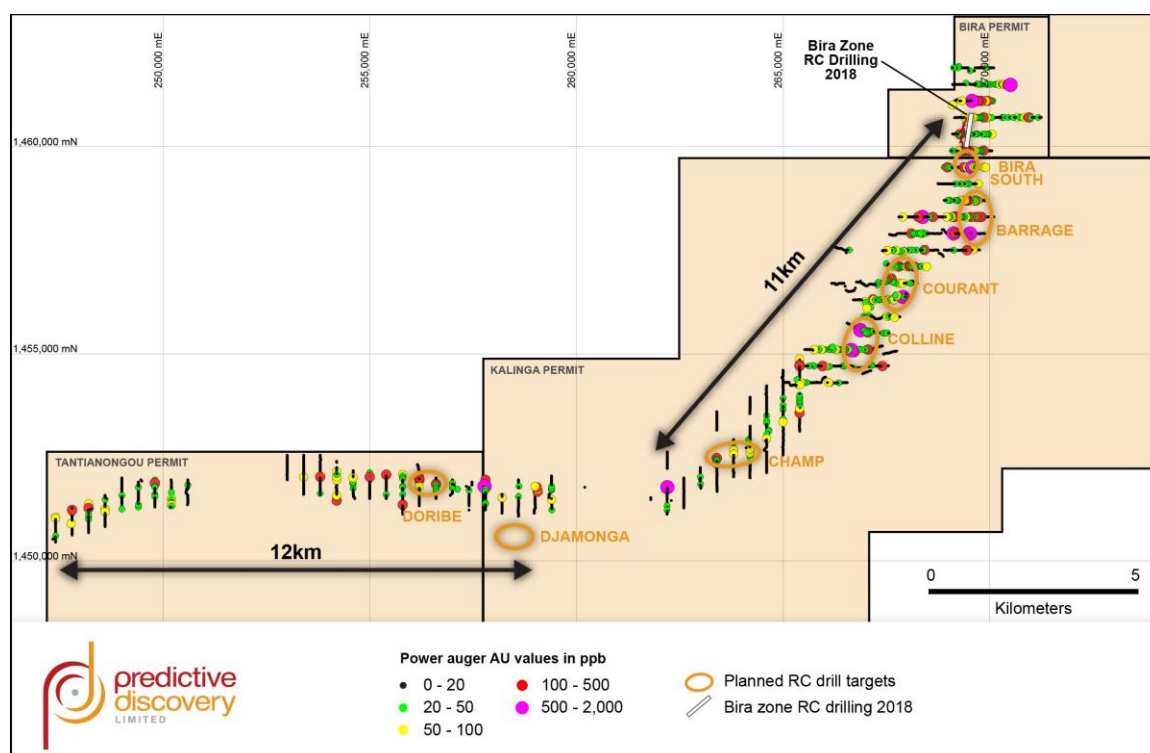 250,000 mE
255,000 mE
260,000 mE
265,000 mE
270,000 mE
BIRA PERMIT
Bira Zone
RC Drilling
2018
1,460,000 mN
BIRA
SOUTH
BARRAGE
11km
COURANT
COLLINE
1,455,000 mN
KALINGA PERMIT
TANTIANONGOU PERMIT
CHAMP
DORIBE
DJAMONGA
1,450,000 mN
12km
0 5
Kilometers
predictive
discovery
LIMITED
Power auger AU values in ppb
0 - 20
20 - 50
50 - 100
100 - 500
500 - 2,000
Planned RC drill targets
Bira zone RC drilling 2018